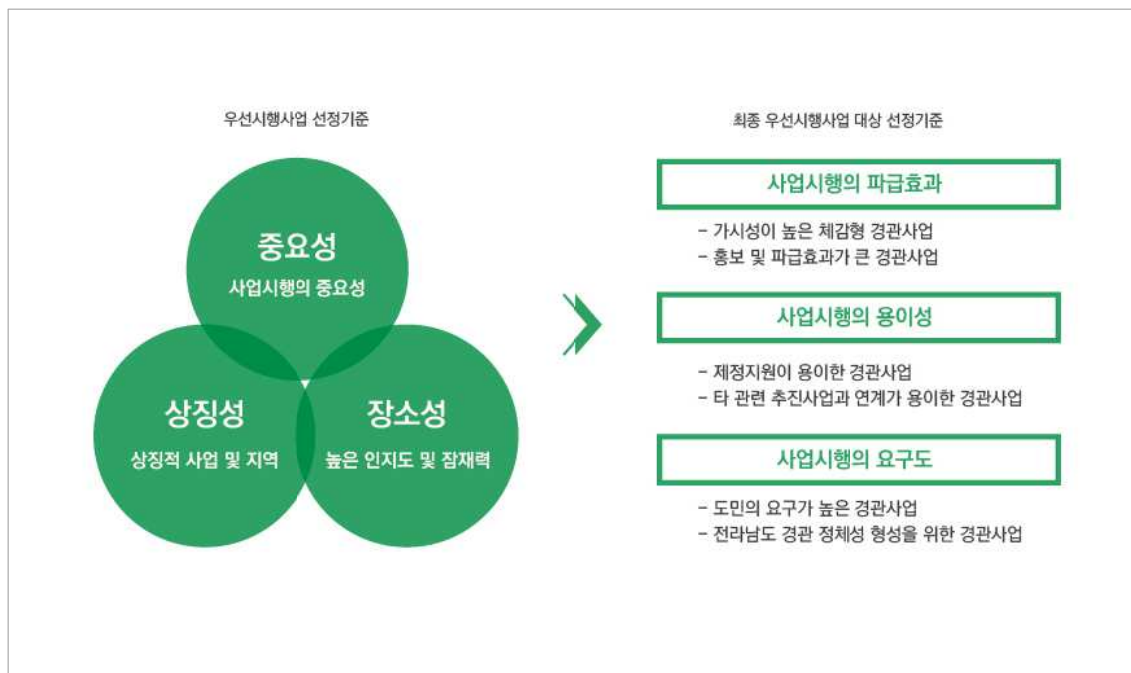 우선시행사업 선정기준
중요성
사업시행의 중요성
상징성
상징적 사업 및 지역
장소성
높은 인지도 및 잠재력
최종 우선시행사업 대상 선정기준
사업시행의 파급효과
- 가시성이 높은 체감형 경관사업
- 홍보 및 파급효과가 큰 경관사업
사업시행의 용이성
- 제정지원이 용이한 경관사업
- 타 관련 추진사업과 연계가 용이한 경관사업
사업시행의 요구도
- 도민의 요구가 높은 경관사업
- 전라남도 경관 정체성 형성을 위한 경관사업